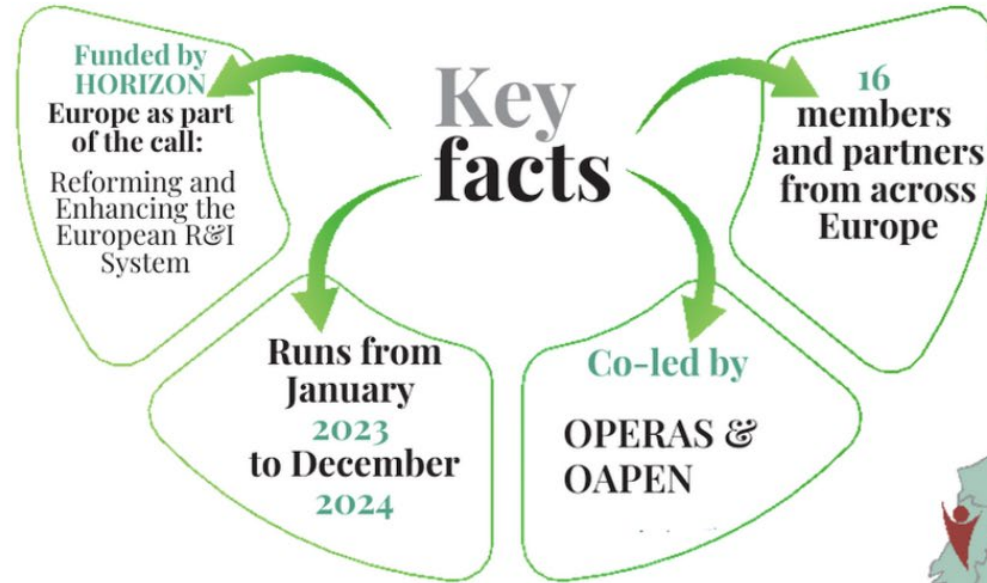 Key
facts
Funded by
HORIZON
Europe as part
of the call:
Reforming and
Enhancing the
European R&I
System
Runs from
January
2023
to December
2024
Co-led by
OPERAS &
OAPEN
16
members
and partners
from across
Europe